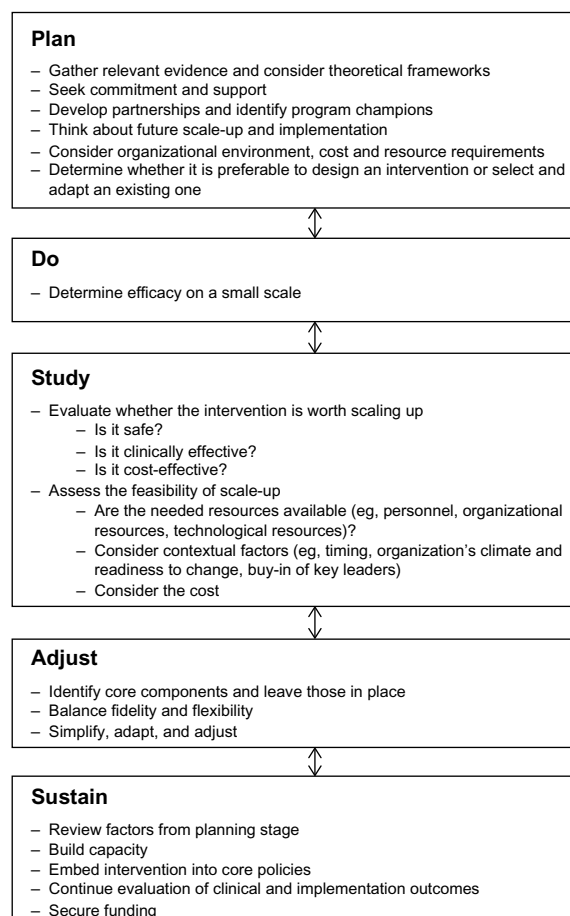 Plan
– Gather relevant evidence and consider theoretical frameworks
– Seek commitment and support
– Develop partnerships and identify program champions
– Think about future scale-up and implementation
– Consider organizational environment, cost and resource requirements
– Determine whether it is preferable to design an intervention or select and
adapt an existing one
Do
– Determine efficacy on a small scale
Study
– Evaluate whether the intervention is worth scaling up
– Is it safe?
– Is it clinically effective?
– Is it cost-effective?
– Assess the feasibility of scale-up
– Are the needed resources available (eg, personnel, organizational
resources, technological resources)?
– Consider contextual factors (eg, timing, organization’s climate and
readiness to change, buy-in of key leaders)
– Consider the cost
Adjust
– Identify core components and leave those in place
– Balance fidelity and flexibility
– Simplify, adapt, and adjust
Sustain
– Review factors from planning stage
– Build capacity
– Embed intervention into core policies
– Continue evaluation of clinical and implementation outcomes
– Secure funding